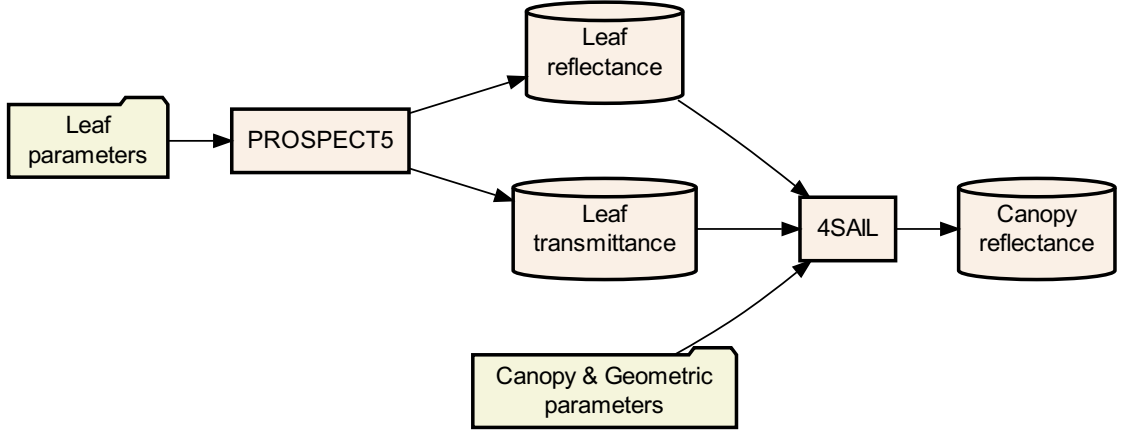 Leaf
parameters
PROSPECT5
Leaf
reflectance
Leaf
transmittance
4SAIL
Canopy
reflectance
Canopy & Geometric
parameters